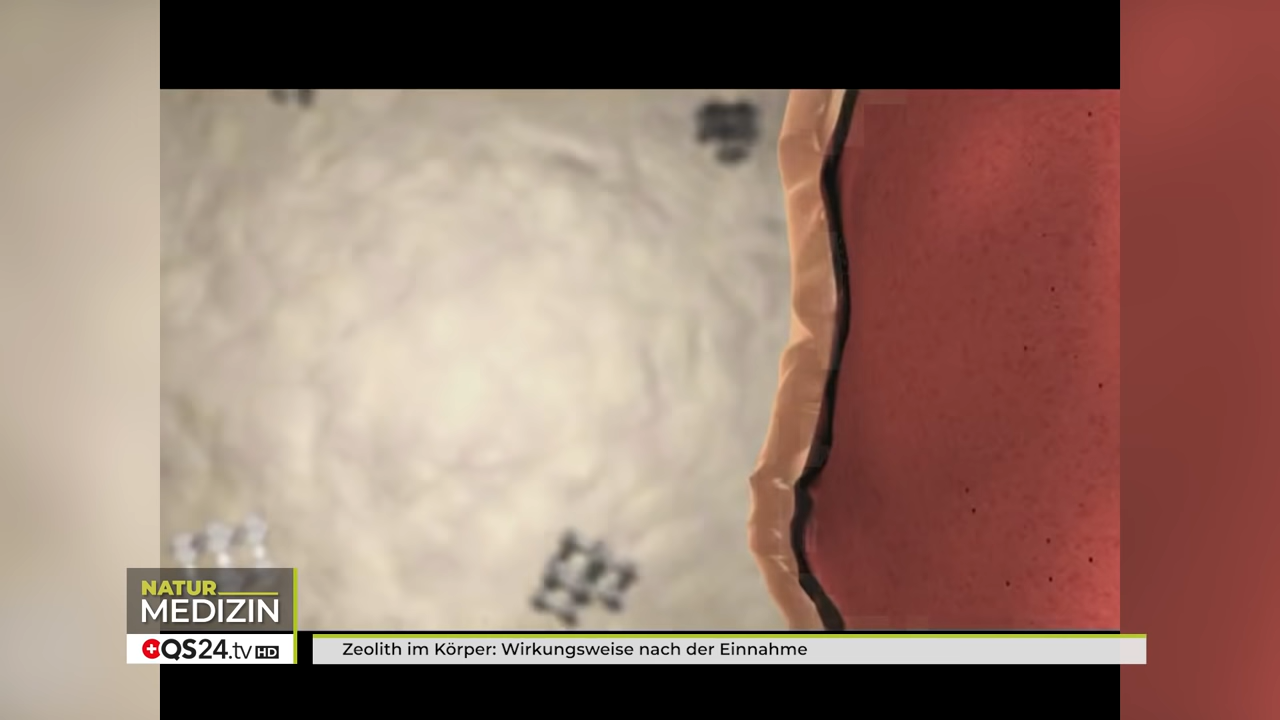 NATUR
MEDIZIN
QS24.tv HD
Zeolith im Körper: Wirkungsweise nach der Einnahme